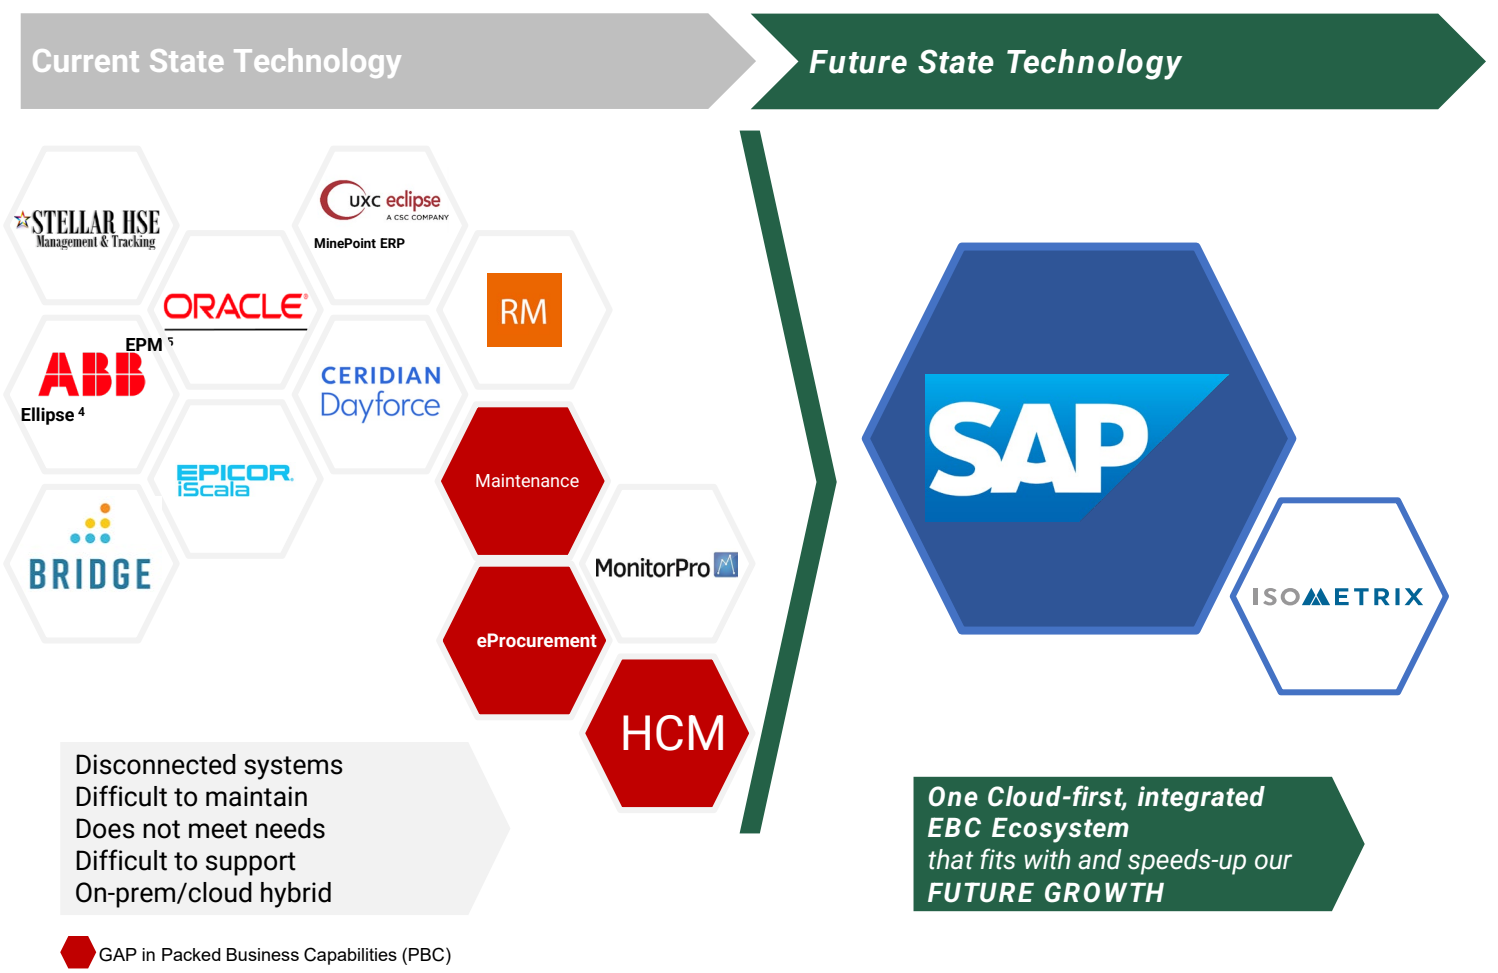 Current State Technology
Future State Technology
STELLAR HSE
Management & Tracking
UXC eclipse
A CSC COMPANY
MinePoint ERP
ORACLE®
EPM 5
RM
ABB
Ellipse 4
CERIDIAN
Dayforce
EPICOR.
iScala
BRIDGE
Maintenance
MonitorPro
eProcurement
HCM
SAP
ISOMETRIX
Disconnected systems
Difficult to maintain
Does not meet needs
Difficult to support
On-prem/cloud hybrid
One Cloud-first, integrated
EBC Ecosystem
that fits with and speeds-up our
FUTURE GROWTH
GAP in Packed Business Capabilities (PBC)